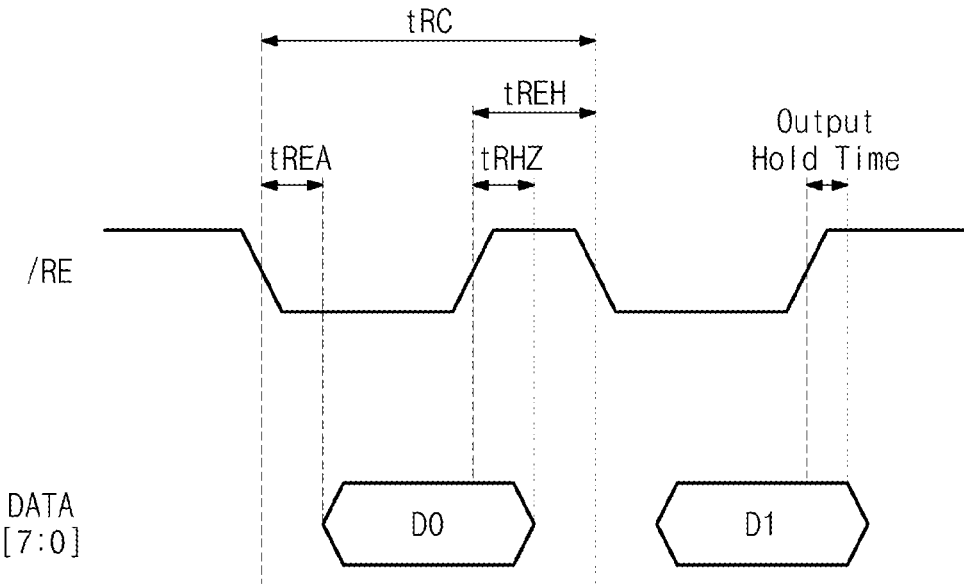 tRC
tREH
Output
Hold Time
tREA
tRHZ
/RE
DATA
[7:0]
D0
D1